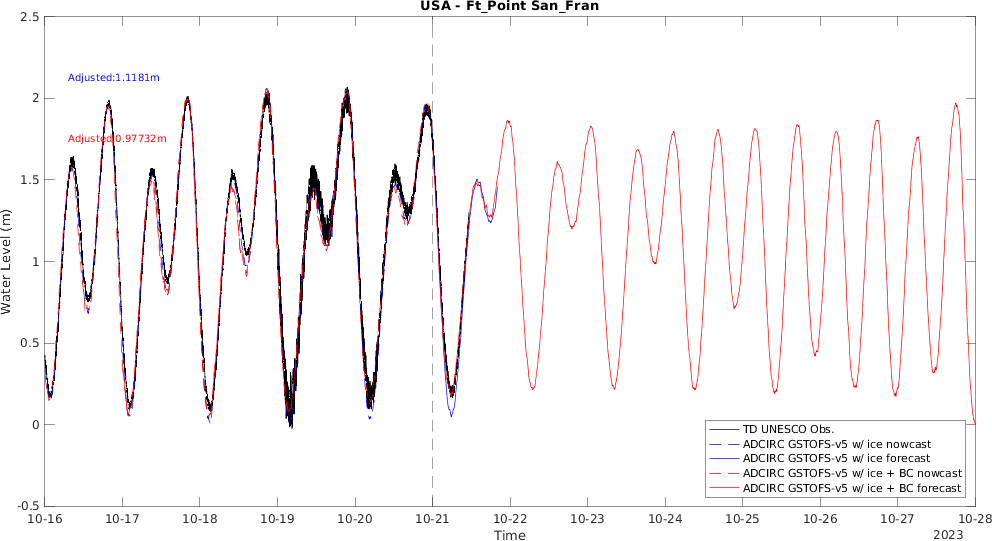 USA - Ft_Point San_Fran
2.5
2
1.5
1
0.5
0
-0.5
Water Level (m)
Adjusted:1.1181m
Adjusted:0.97732m
TD UNESCO Obs.
ADCIRC GSTOFS-v5 w/ ice nowcast
ADCIRC GSTOFS-v5 w/ ice forecast
ADCIRC GSTOFS-v5 w/ ice + BC nowcast
ADCIRC GSTOFS-v5 w/ ice + BC forecast
10-16 10-17 10-18 10-19 10-20 10-21 10-22 10-23 10-24 10-25 10-26 10-27 10-28
Time
2023